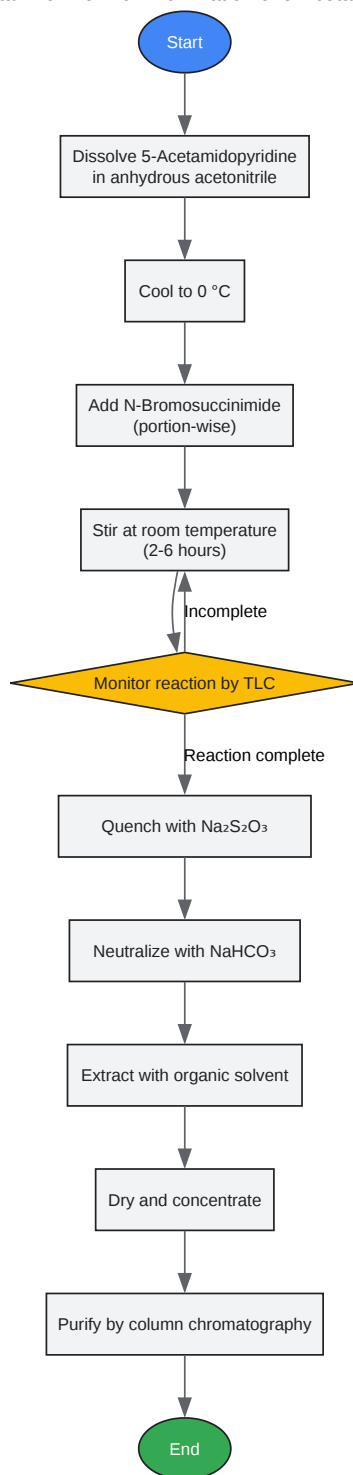 Start
Dissolve 5-Acetamidopyridine
in anhydrous acetonitrile
Cool to 0 °C
Add N-Bromosuccinimide
(portion-wise)
Stir at room temperature
(2-6 hours)
Incomplete
Monitor reaction by TLC
Reaction complete
Quench with Na₂S₂O₃
Neutralize with NaHCO₃
Extract with organic solvent
Dry and concentrate
Purify by column chromatography
End